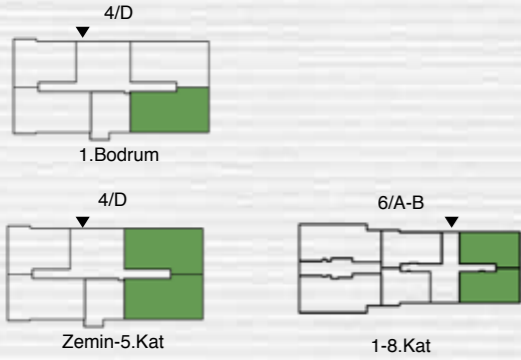 4/D
1.Bodrum
4/D
6/A-B
Zemin-5.Kat
1-8.Kat